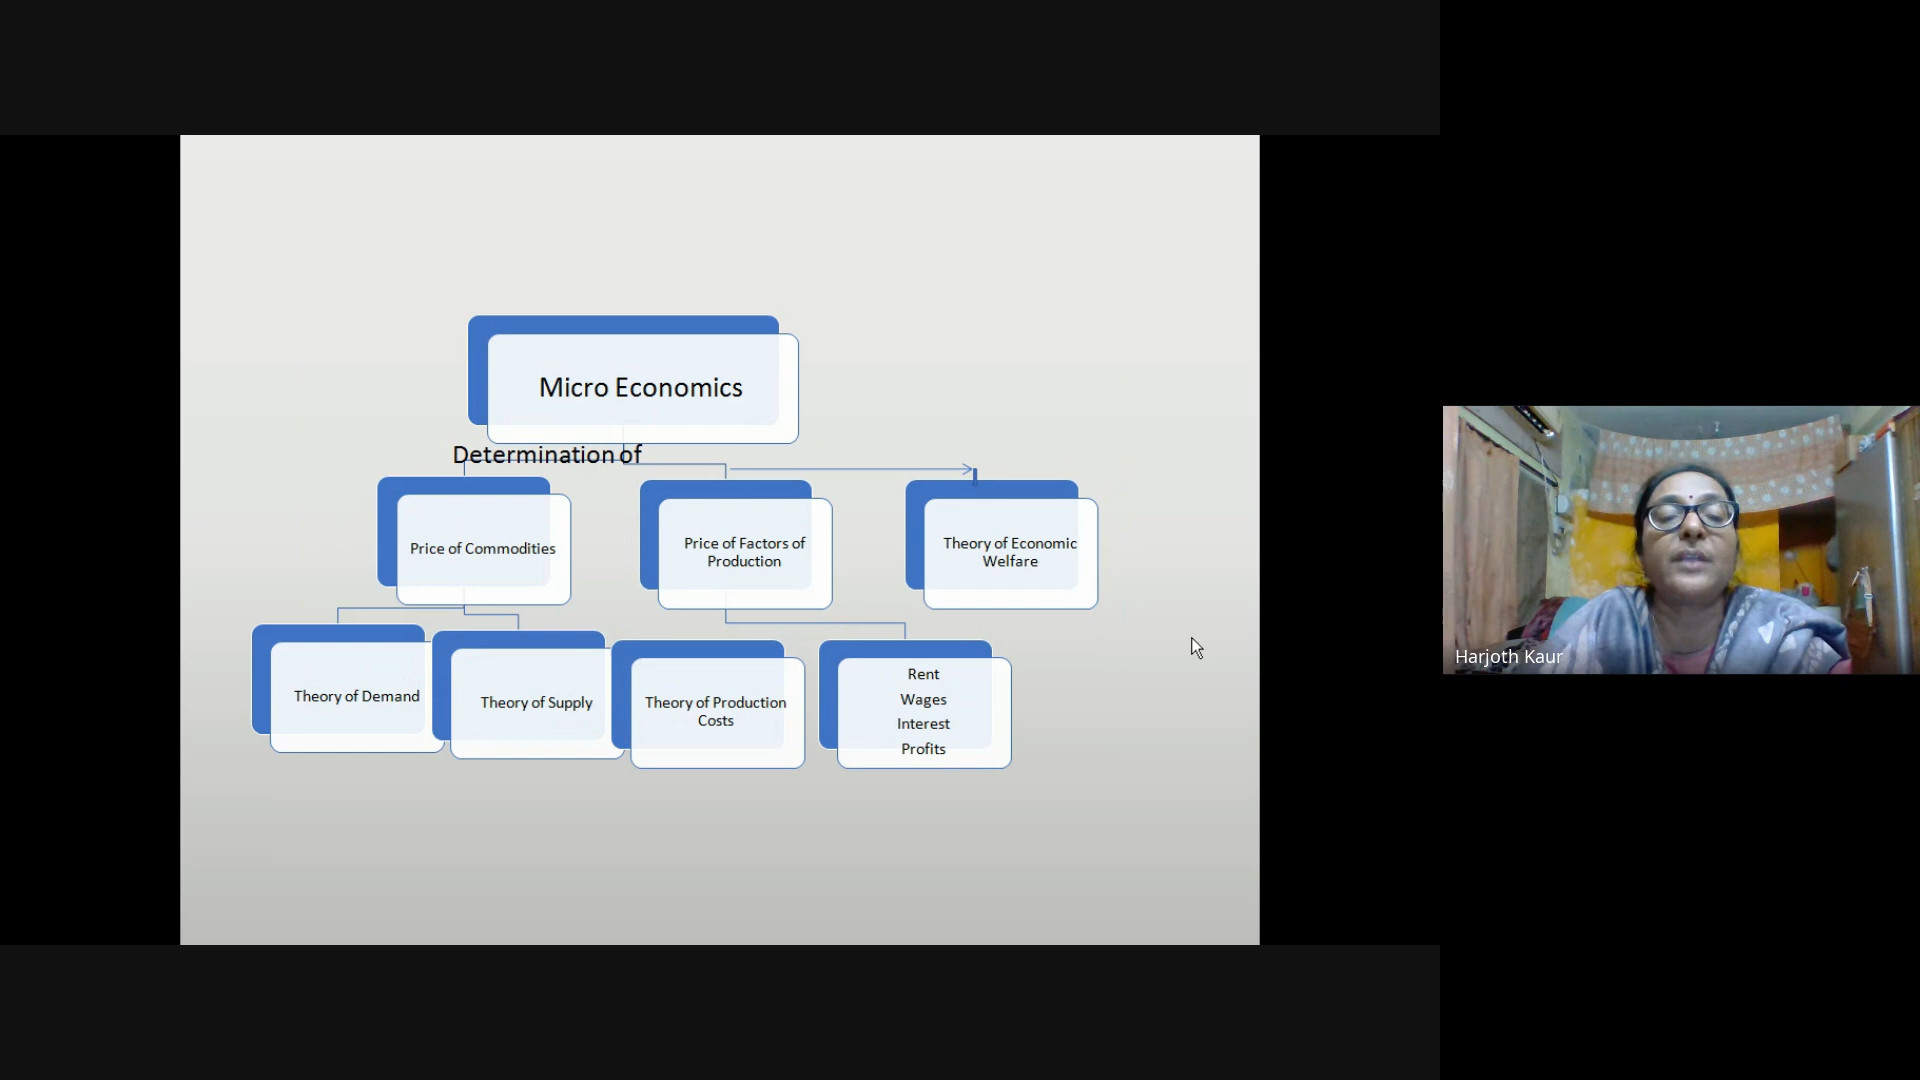 Micro Economics
Determination of
Price of Commodities
Price of Factors of
Production
Theory of Economic
Welfare
Theory of Demand
Theory of Supply
Theory of Production
Costs
Rent
Wages
Interest
Profits
Harjoth Kaur